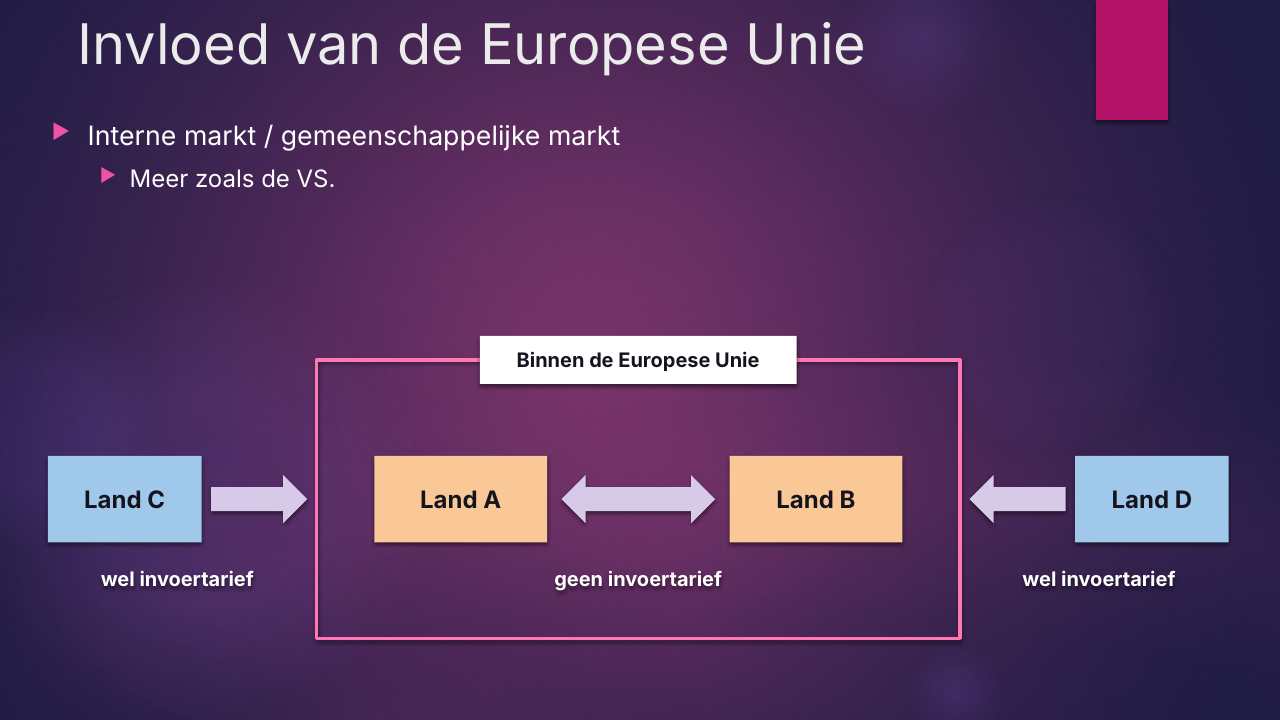 Invloed van de Europese Unie
Interne markt / gemeenschappelijke markt
Meer zoals de VS.
Binnen de Europese Unie
Land C
Land A
Land B
Land D
wel invoertarief
geen invoertarief
wel invoertarief